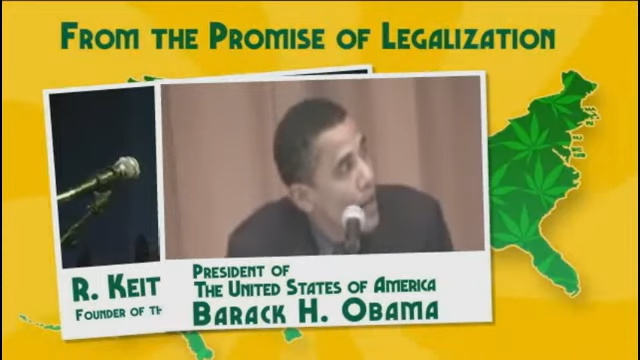 From the Promise of Legalization
R. Keit
Founder of th
President of
The United States of America
Barack H. Obama